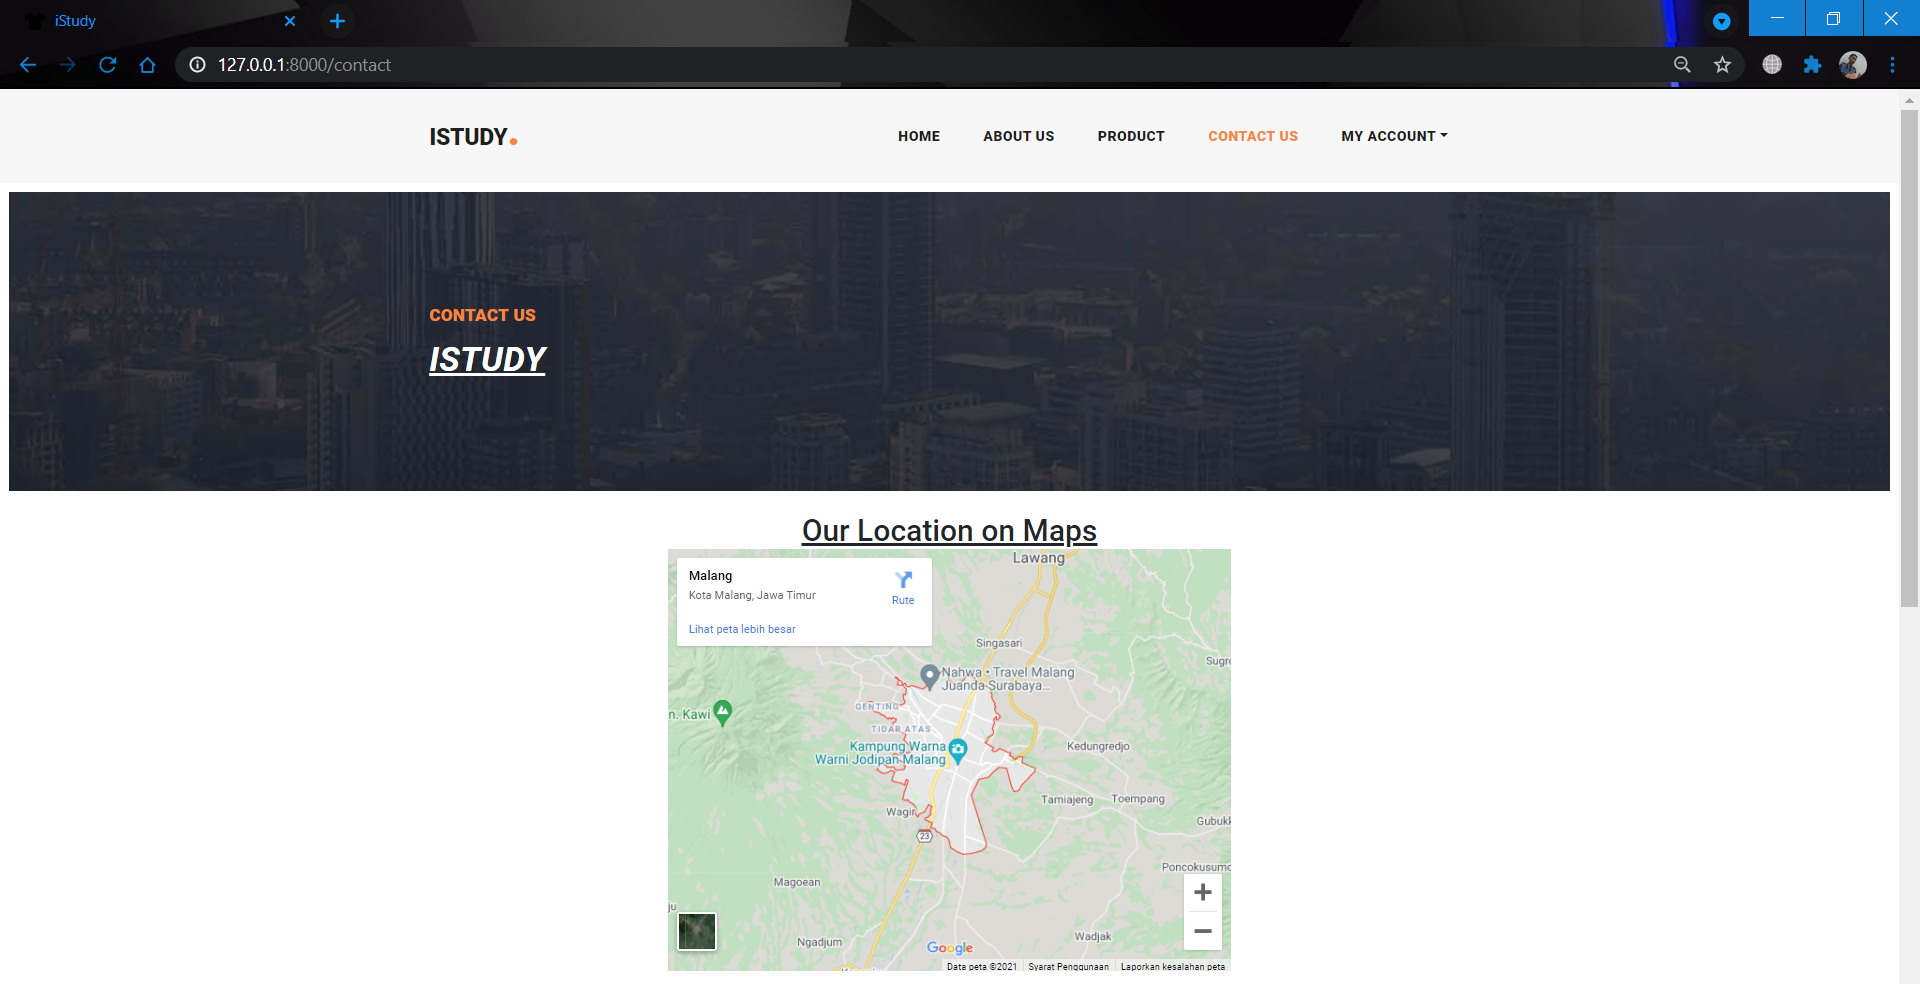 iStudy
127.0.0.1:8000/contact
ISTUDY.
HOME ABOUT US PRODUCT CONTACT US MY ACCOUNT
CONTACT US
ISTUDY
Our Location on Maps
Malang
Kota Malang, Jawa Timur
Rute
Lihat peta lebih besar
Lawang
Singasari
Sugr
Nahwa • Travel Malang
Juanda Surabaya...
n. Kawi
GENTING
TIDAR ATAS
Kampung Warna
Warni Jodipan Malang
Kedungredjo
Tamiajeng
Toempang
Wagir
Gubukk
23
Poncokusumo
Magoean
ju
Ngadjum
Wadjak
Google
Data peta ©2021 Syarat Penggunaan Laporkan kesalahan peta